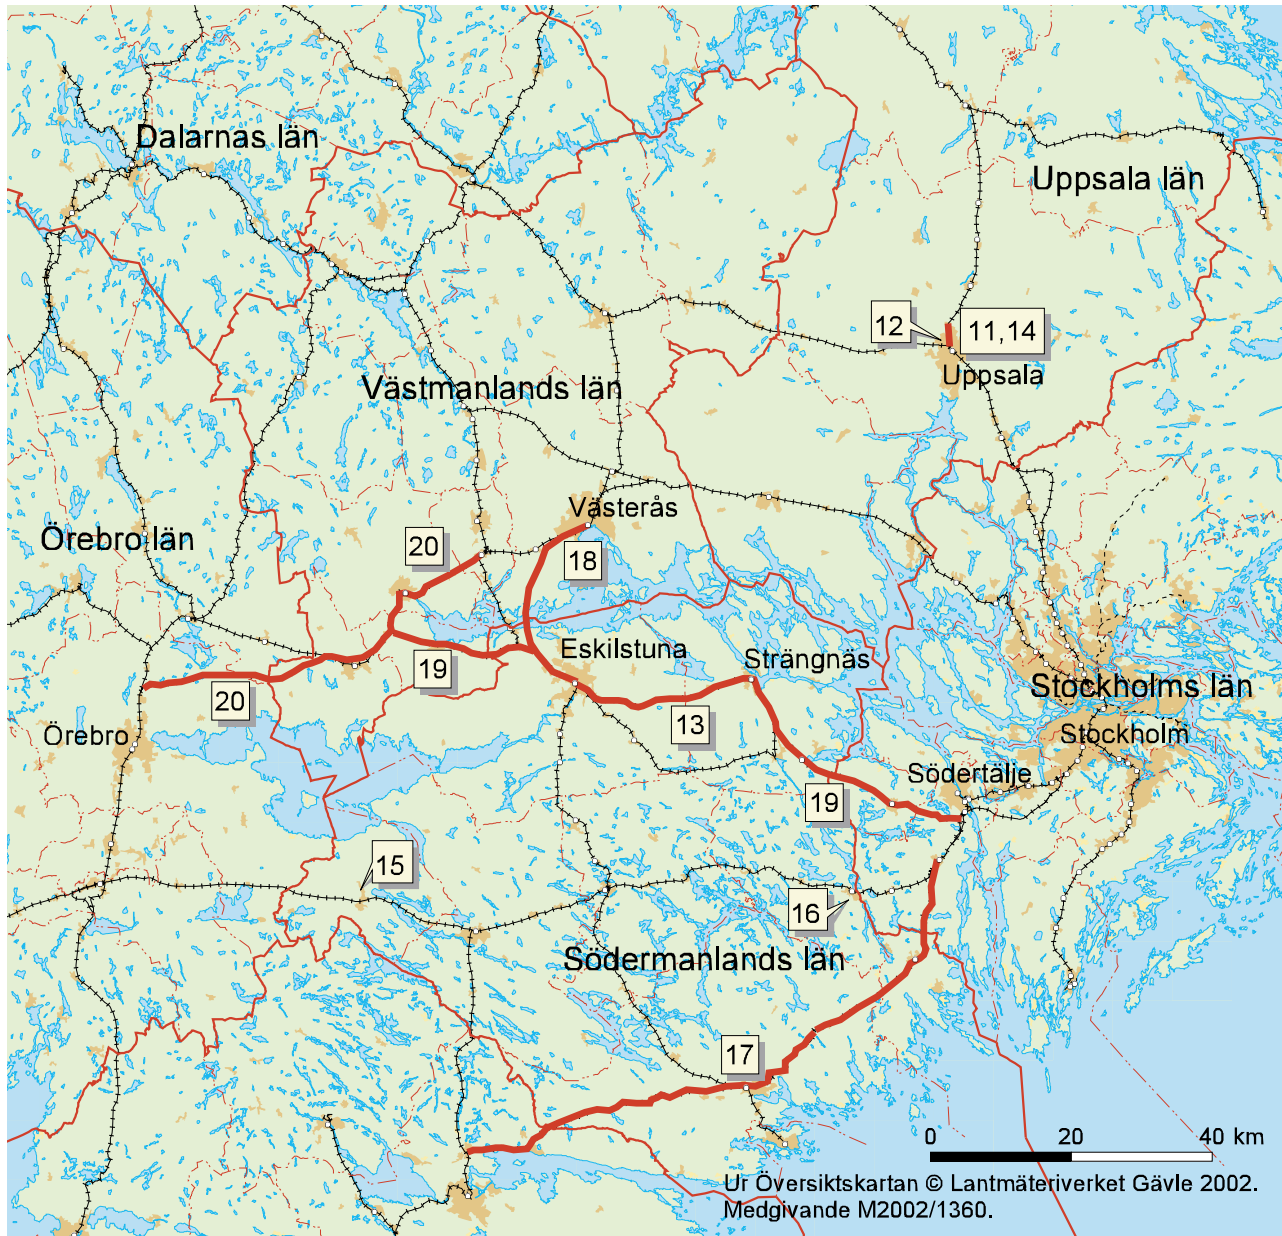 Dalarnas län
Uppsala län
12
11,14
Uppsala
Västmanlands län
Västerås
Örebro län
20
18
Eskilstuna
Strängnäs
19
20
Stockholms län
13
Örebro
Stockholm
Södertälje
19
15
16
Södermanlands län
17
0 20 40 km
Ur Översiktskartan © Lantmäteriverket Gävle 2002.
Medgivande M2002/1360.